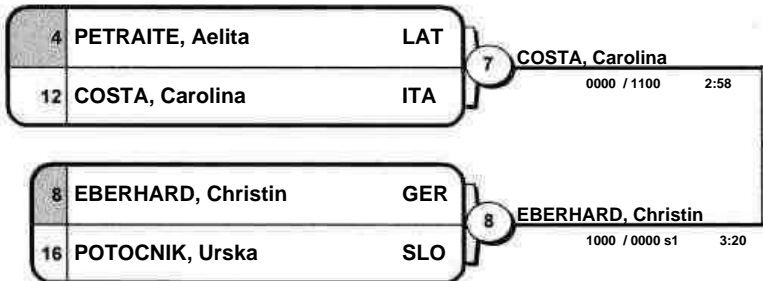 4 PETRAITE, Aelita LAT
12 COSTA, Carolina ITA
7
COSTA, Carolina
0000 / 1100 2:58
8 EBERHARD, Christin GER
16 POTOCNIK, Urska SLO
8
EBERHARD, Christin
1000 / 0000 s1 3:20